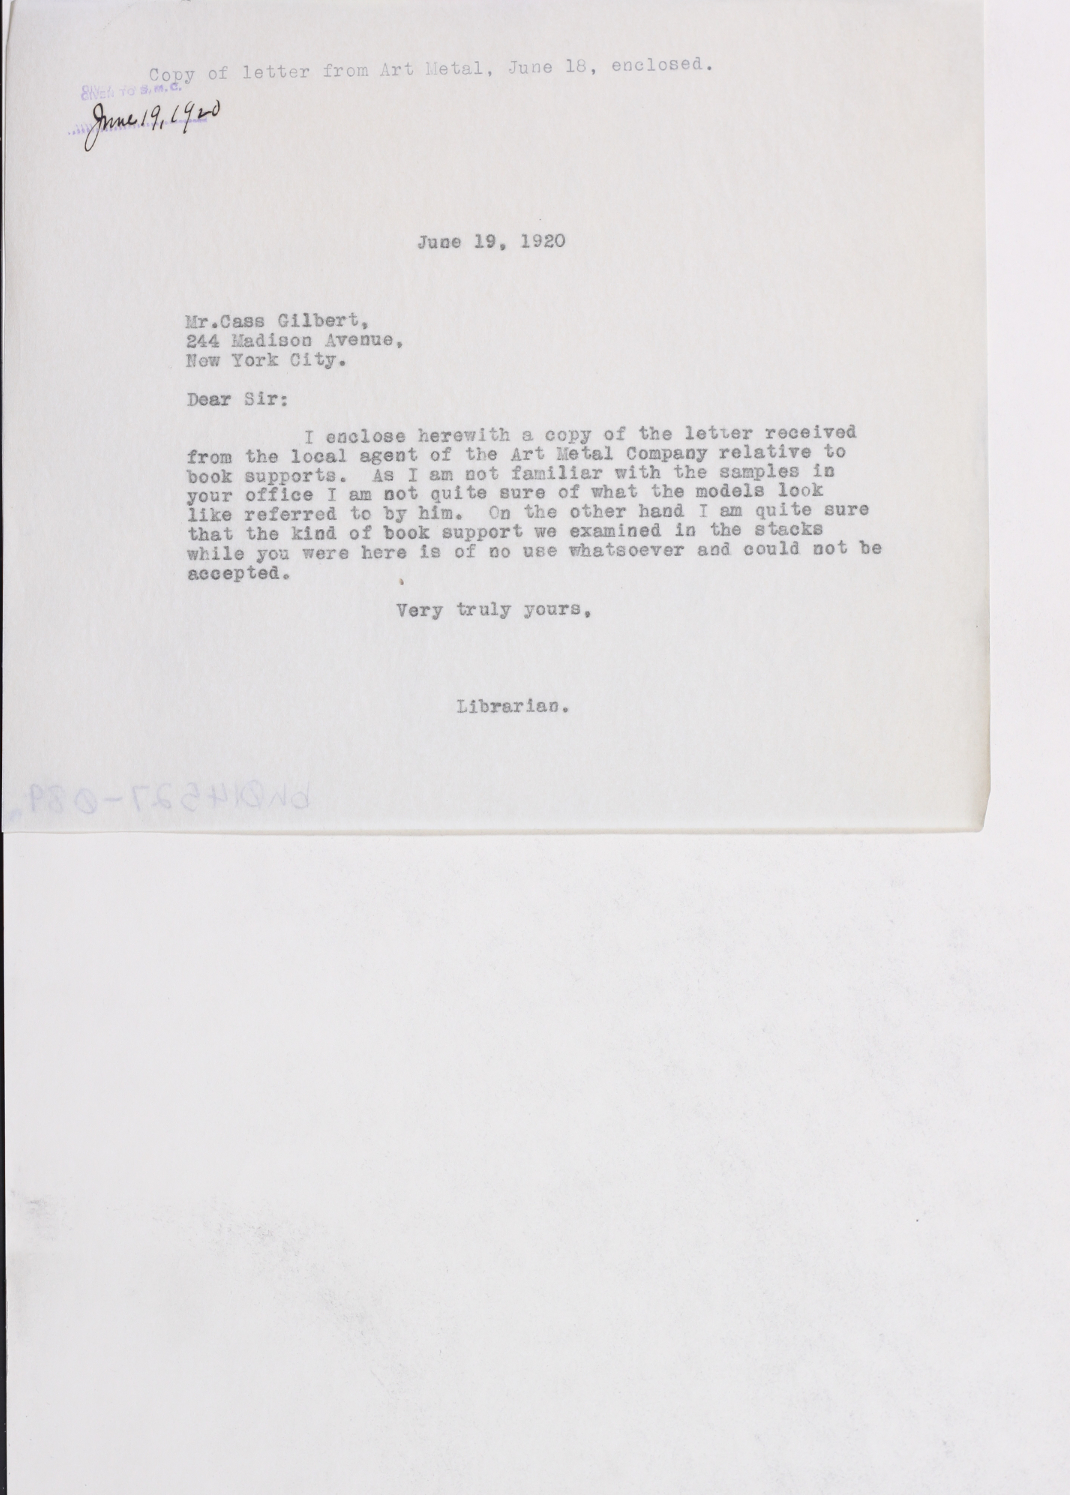 Copy of letter from Art Metal, June 18, enclosed.
June 19, 1920
June 19, 1920
Mr.Cass Gilbert,
244 Madison Avenue,
New York City.
Dear Sir:
I enclose herewith a copy of the letter received
from the local agent of the Art Metal Company relative to
book supports. As I am not familiar with the samples in
your office I am not quite sure of what the models look
like referred to by him. On the other hand I am quite sure
that the kind of book support we examined in the stacks
while you were here is of no use whatsoever and could not be
accepted.
Very truly yours,
Librarian.